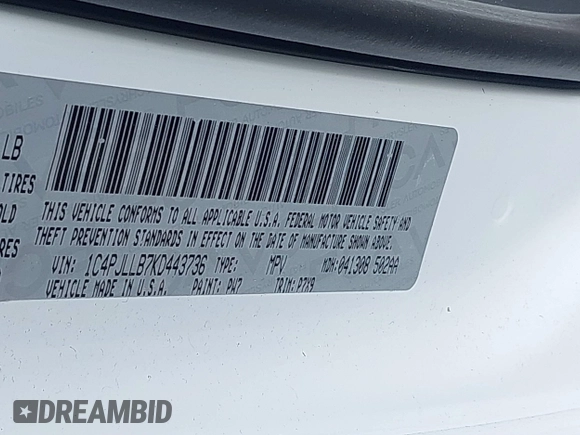 LB
TIRES
OLD
RES
THIS VEHICLE CONFORMS TO ALL APPLICABLE U.S.A. FEDERAL MOTOR VEHICLE SAFETY AND
THEFT PREVENTION STANDARDS IN EFFECT ON THE DATE OF MANUFACTURE SHOWN ABOVE.
VIN: 1C4PJLLB7KD443736 TYPE: MPV MDH: 041308 502AA
VEHICLE MADE IN U.S.A. PAINT: PW7 TRIM: P7X9
DREAMBID